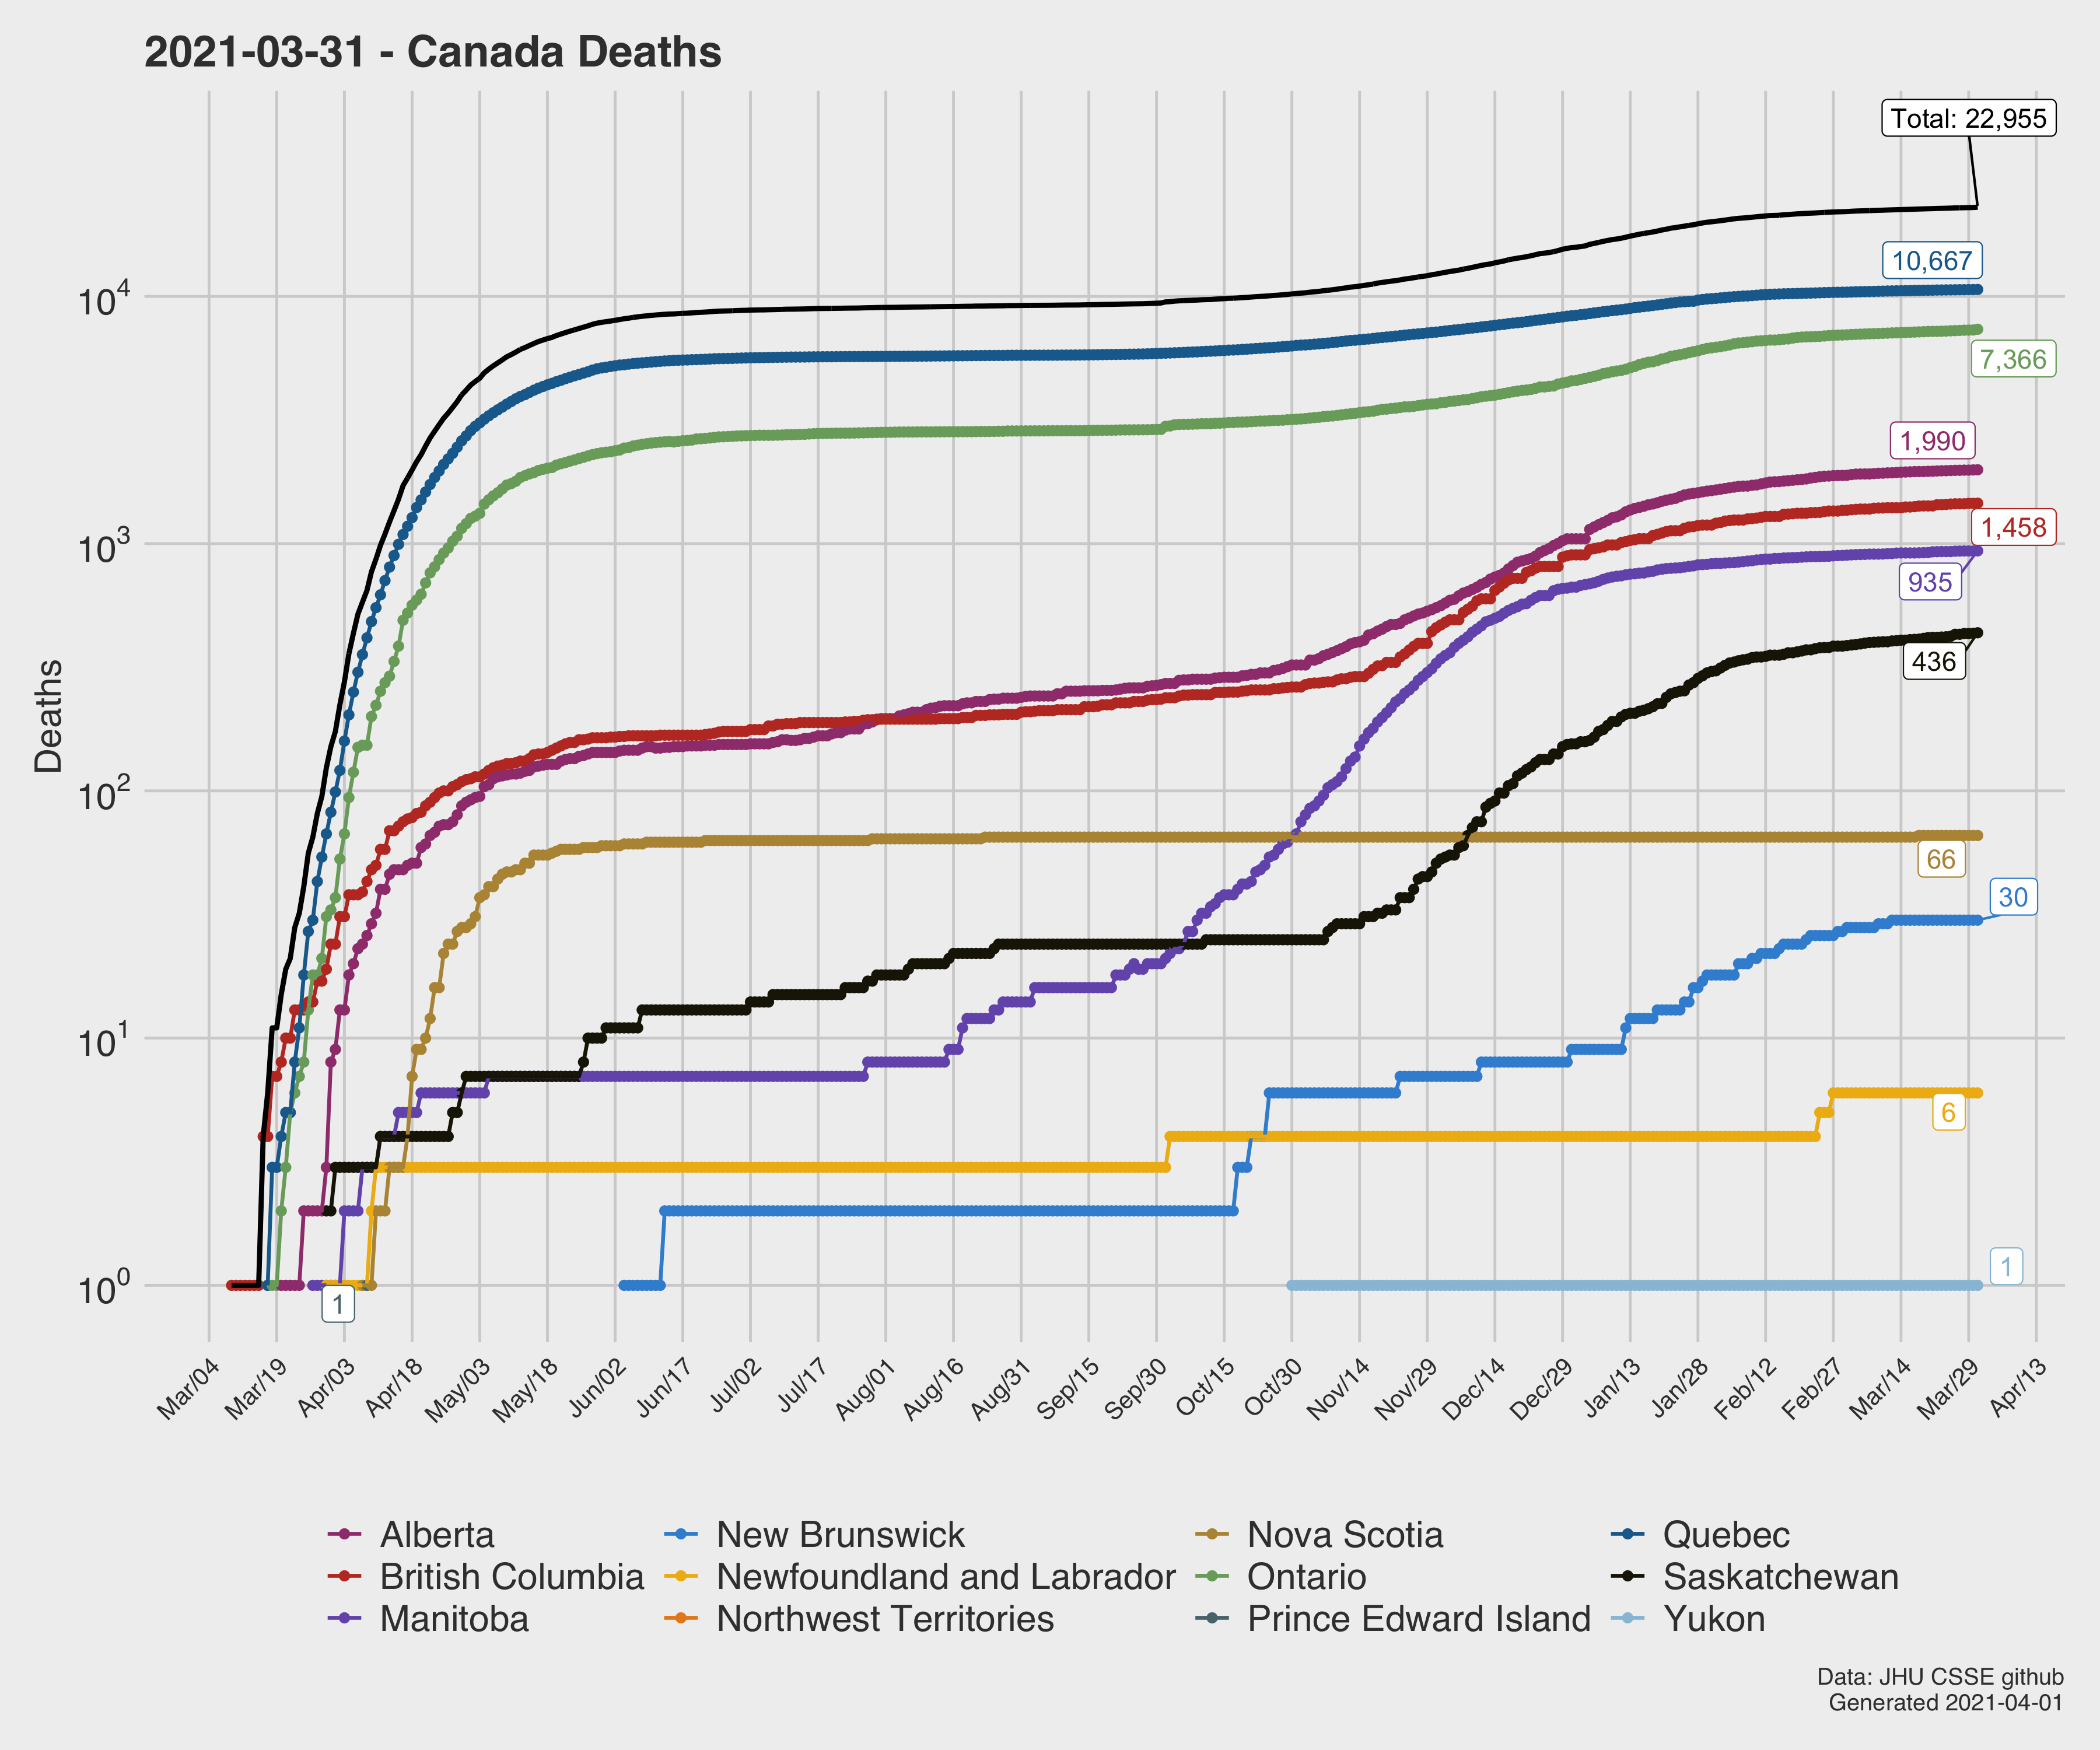 2021-03-31 - Canada Deaths
Total: 22,955
10,667
7,366
1,990
1,458
935
436
66
30
6
1
1
Deaths
10^4
10^3
10^2
10^1
10^0
Mar/04
Mar/19
Apr/03
Apr/18
May/03
May/18
Jun/02
Jun/17
Jul/02
Jul/17
Aug/01
Aug/16
Aug/31
Sep/15
Sep/30
Oct/15
Oct/30
Nov/14
Nov/29
Dec/14
Dec/29
Jan/13
Jan/28
Feb/12
Feb/27
Mar/14
Mar/29
Apr/13
Alberta
British Columbia
Manitoba
New Brunswick
Newfoundland and Labrador
Northwest Territories
Nova Scotia
Ontario
Prince Edward Island
Quebec
Saskatchewan
Yukon
Data: JHU CSSE github
Generated 2021-04-01